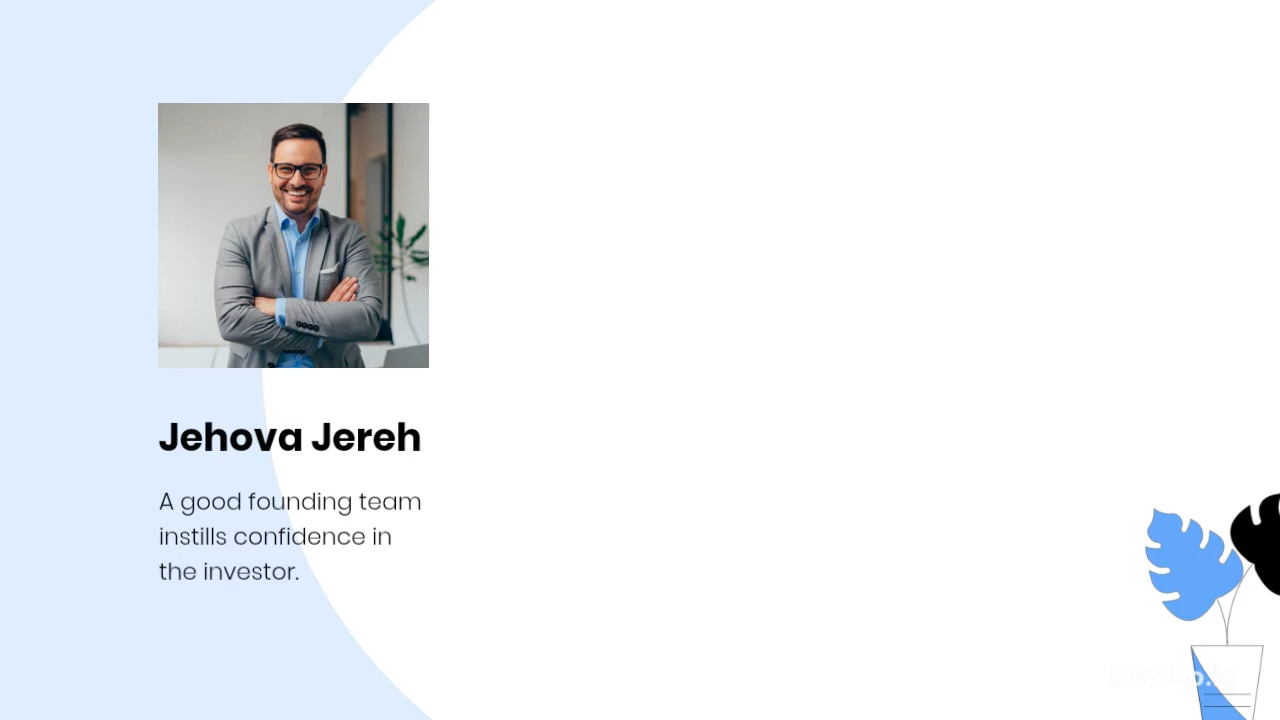 Jehova Jereh
A good founding team
instills confidence in
the investor.